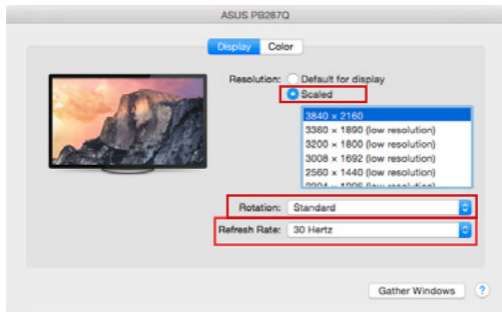 ASUS PB287Q
Display Color
Resolution: Default for display
Scaled
3840 × 2160
3360 × 1890 (low resolution)
3200 × 1800 (low resolution)
3008 × 1692 (low resolution)
2560 × 1440 (low resolution)
Rotation: Standard
Refresh Rate: 30 Hertz
Gather Windows ?